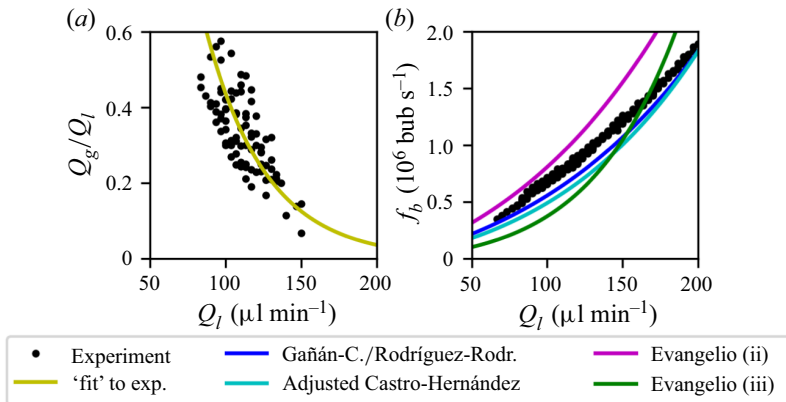 (a)
0.6
0.4
0.2
0
Q_g/Q_l
50 100 150 200
Q_l (µl min⁻¹)
(b)
2.0
1.5
1.0
0.5
0
f_b (10⁶ bub s⁻¹)
50 100 150 200
Q_l (µl min⁻¹)
Experiment
'fit' to exp.
Gañán-C./Rodríguez-Rodr.
Adjusted Castro-Hernández
Evangelio (ii)
Evangelio (iii)